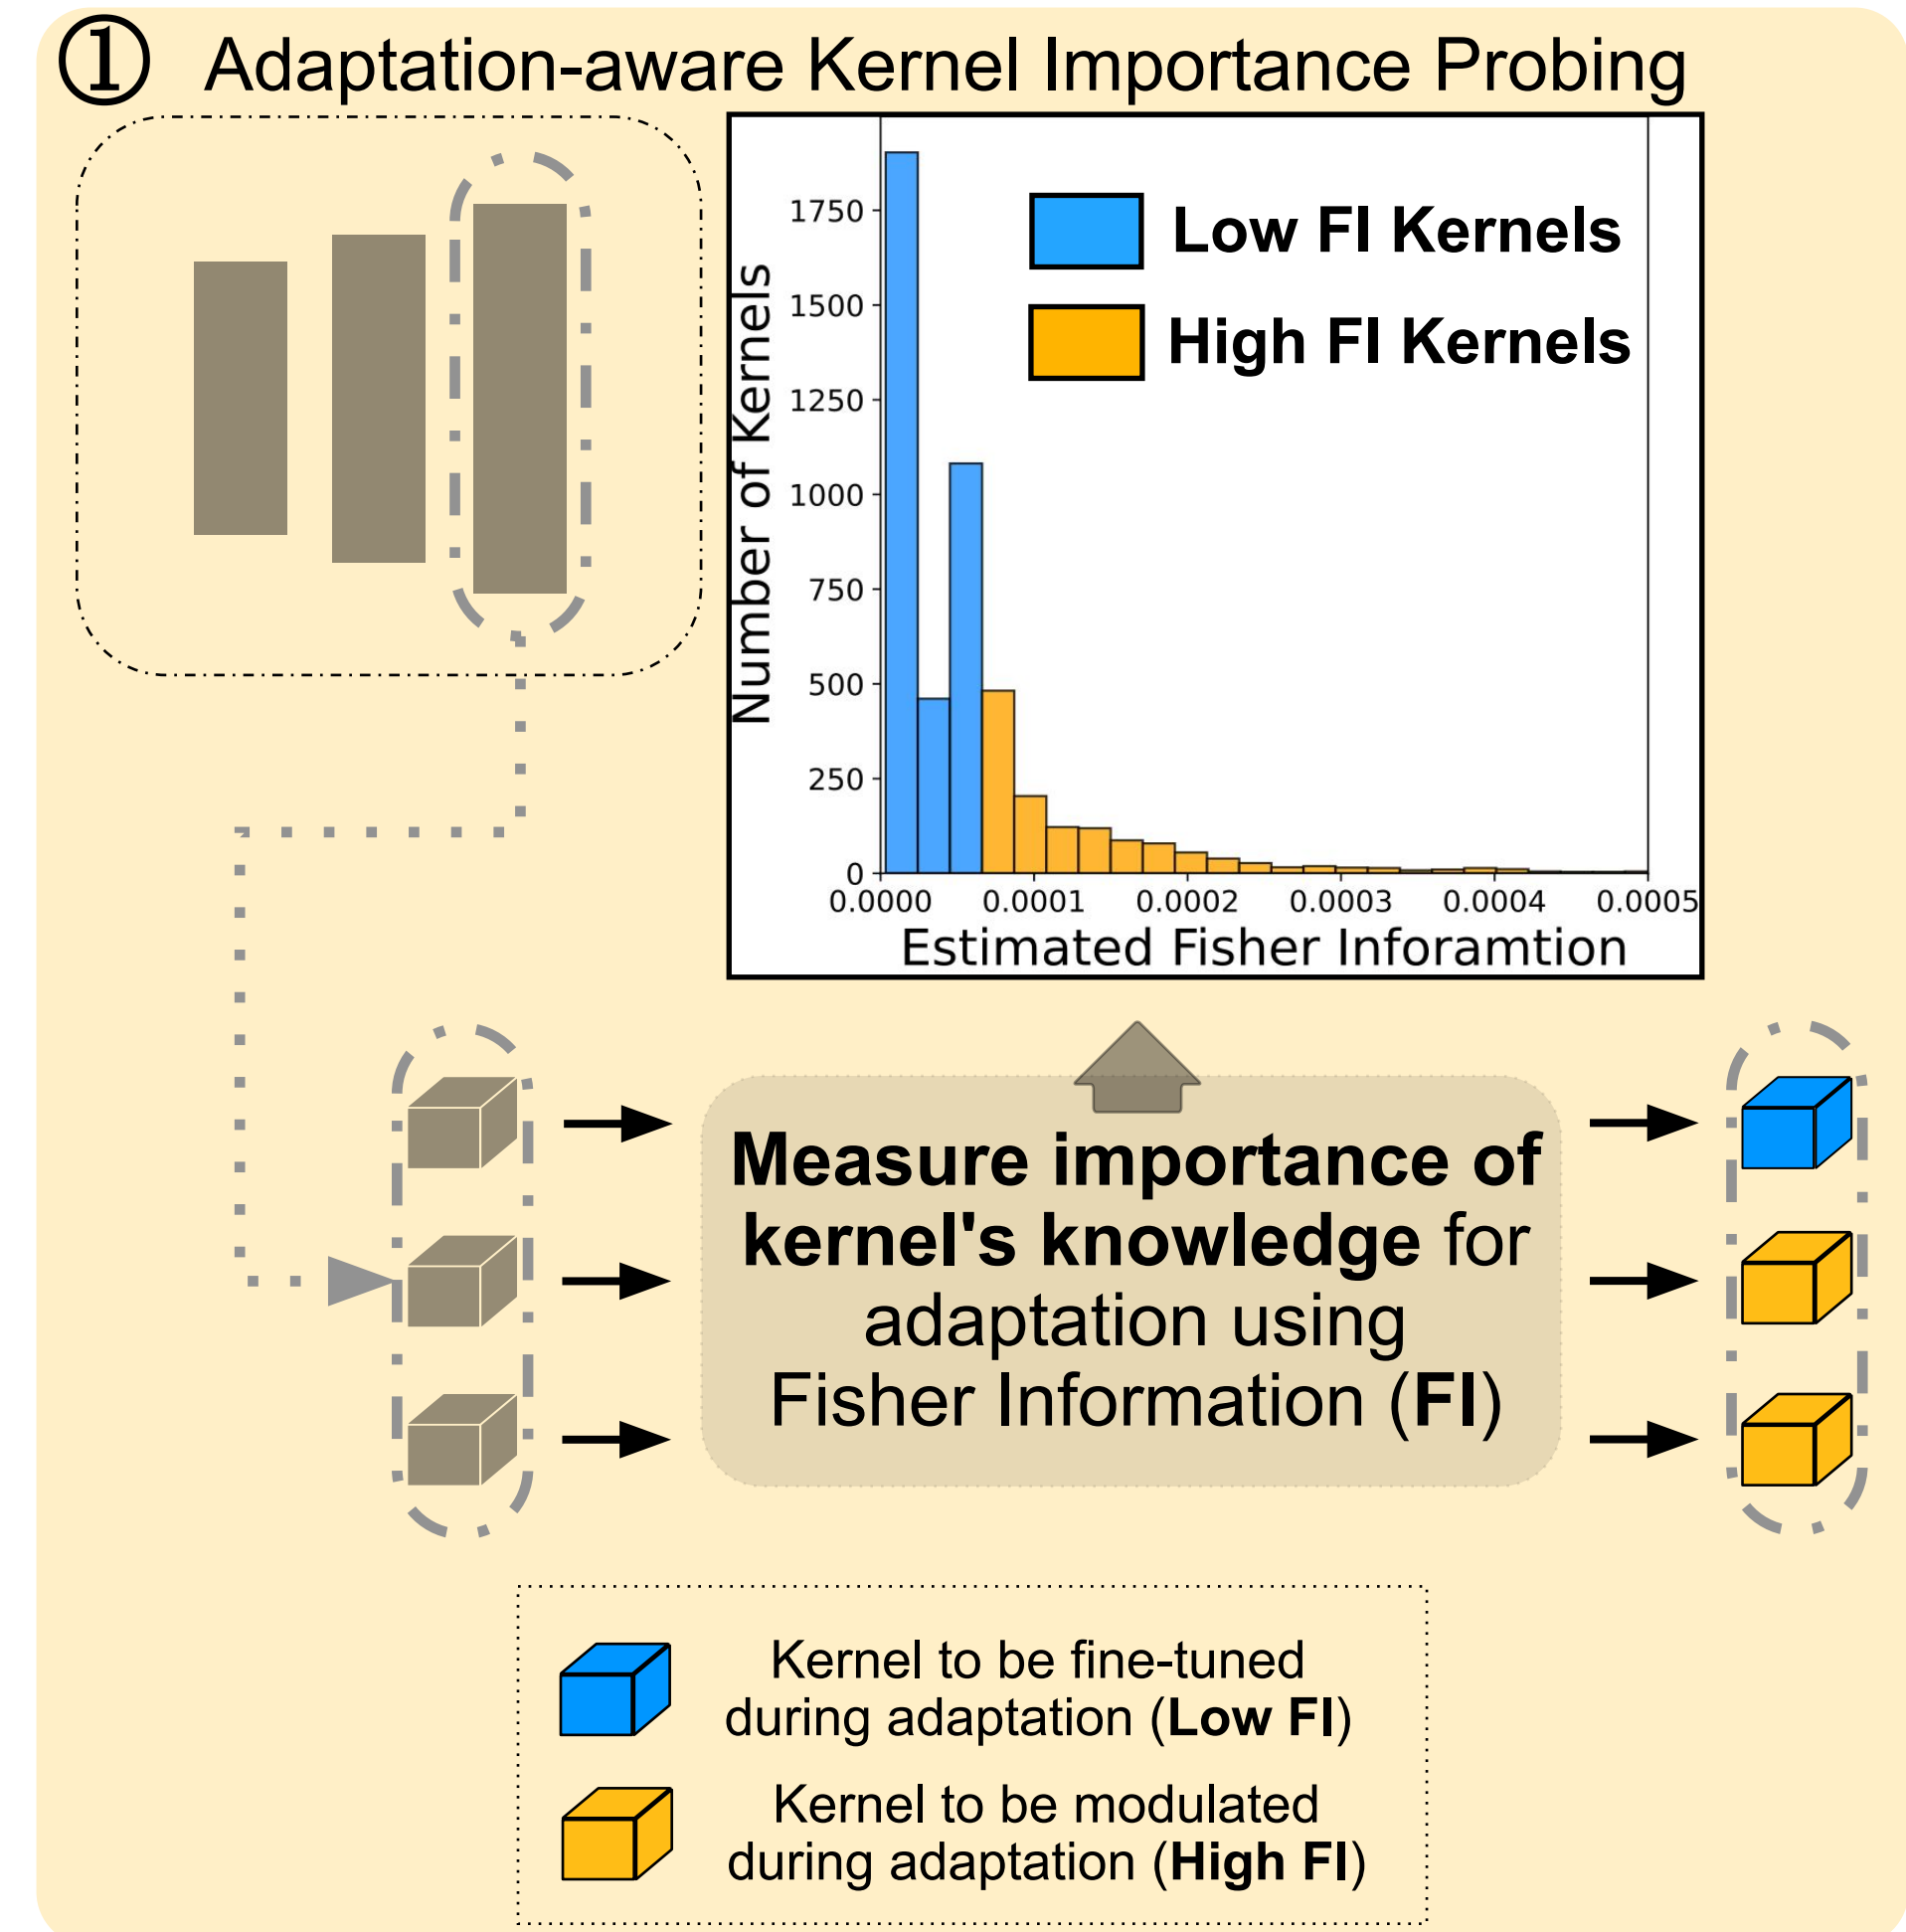 ① Adaptation-aware Kernel Importance Probing
Number of Kernels
1750
1500
1250
1000
750
500
250
0
Low FI Kernels
High FI Kernels
0.0000 0.0001 0.0002 0.0003 0.0004 0.0005
Estimated Fisher Inforamtion
Measure importance of
kernel's knowledge for
adaptation using
Fisher Information (FI)
Kernel to be fine-tuned
during adaptation (Low FI)
Kernel to be modulated
during adaptation (High FI)